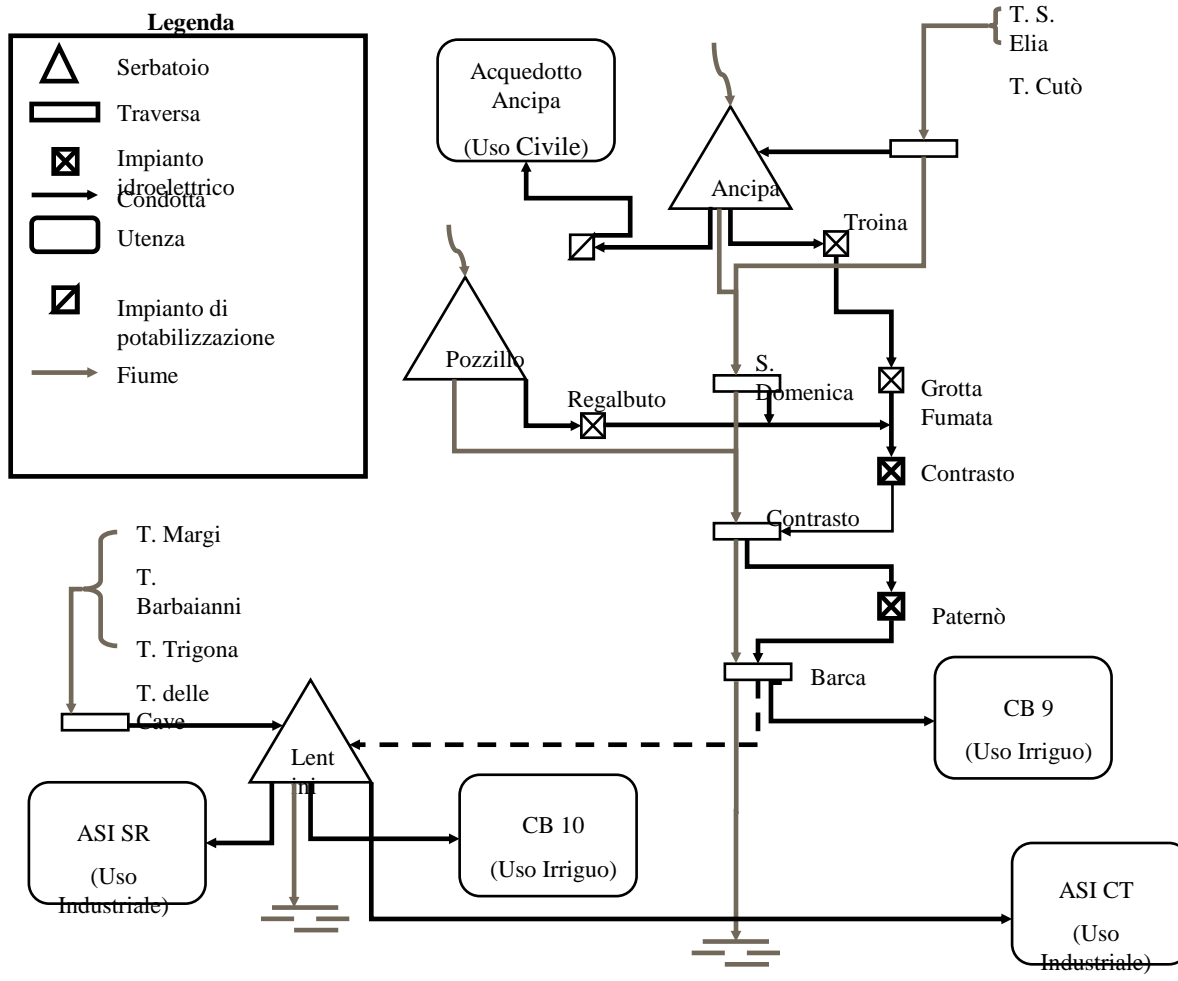 Legenda
Serbatoio
Traversa
Impianto
idroelettrico
Condotta
Utenza
Impianto di
potabilizzazione
Fiume
T. S.
Elia
T. Cutò
Acquedotto
Ancipa
(Uso Civile)
Ancipa
Troina
Pozzillo
S.
Domenica
Regalbuto
Grotta
Fumata
Contrasto
Contrasto
T. Margi
T.
Barbaianni
T. Trigona
T. delle
Cave
Paternò
Barca
CB 9
(Uso Irriguo)
Lent
ini
ASI SR
(Uso
Industriale)
CB 10
(Uso Irriguo)
ASI CT
(Uso
Industriale)